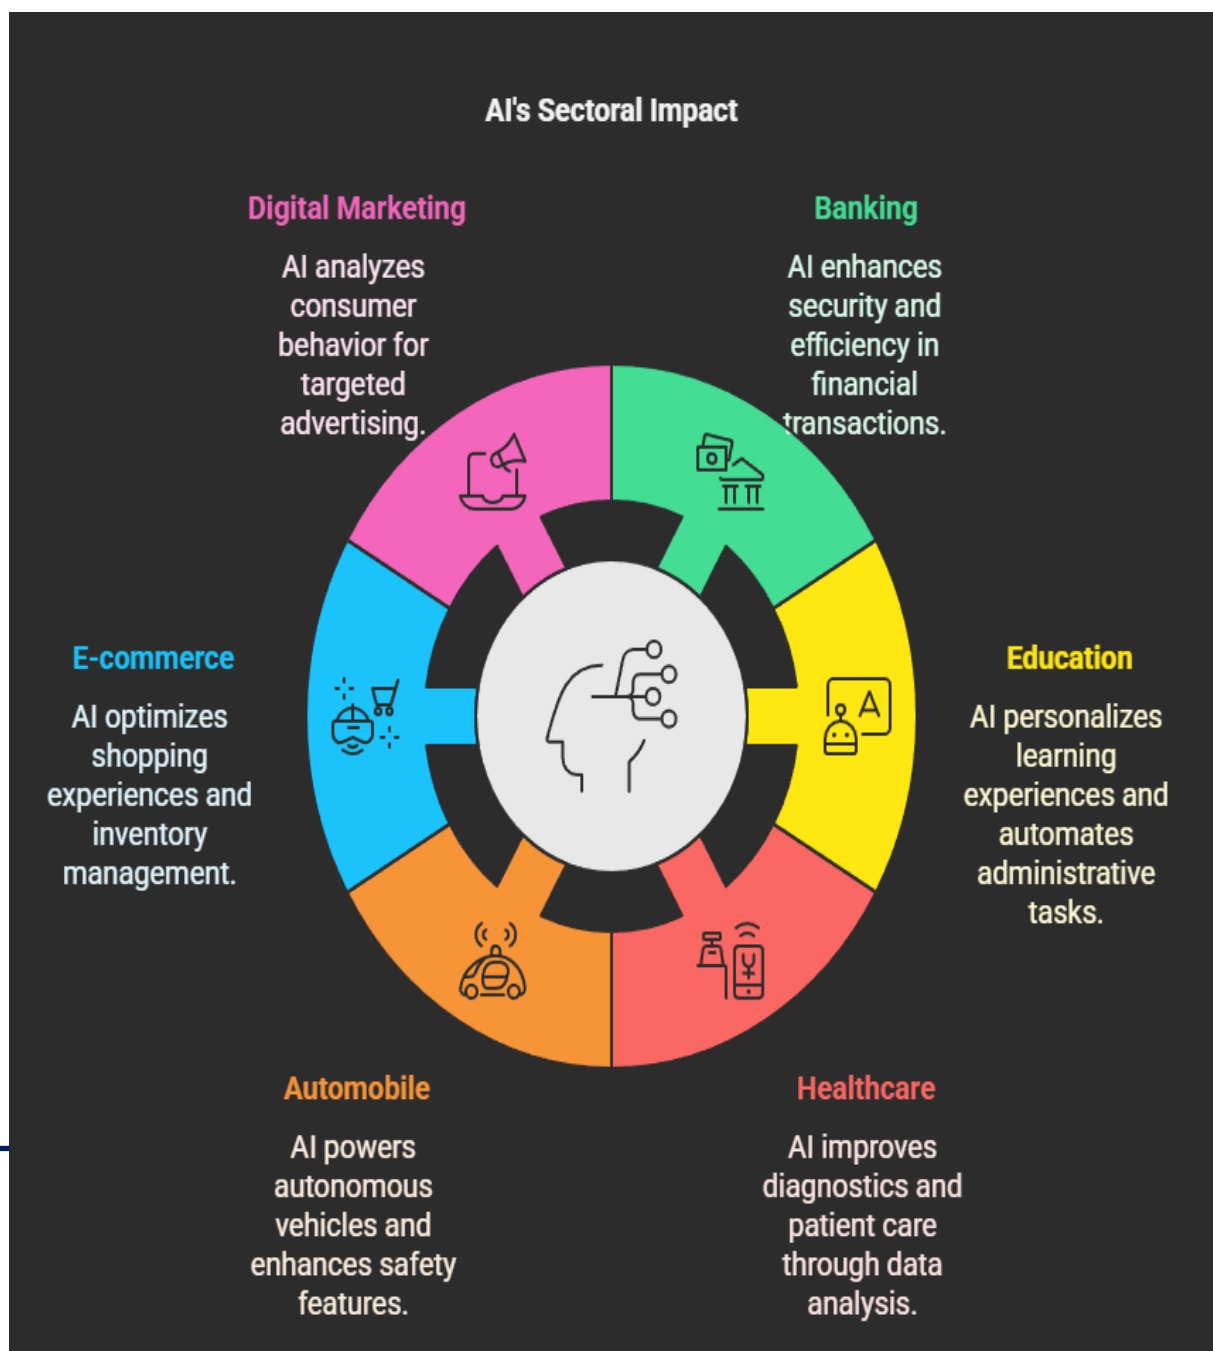 AI's Sectoral Impact
Digital Marketing
AI analyzes
consumer
behavior for
targeted
advertising.
Banking
AI enhances
security and
efficiency in
financial
transactions.
E-commerce
AI optimizes
shopping
experiences and
inventory
management.
Education
AI personalizes
learning
experiences and
automates
administrative
tasks.
A
Automobile
AI powers
autonomous
vehicles and
enhances safety
features.
Healthcare
AI improves
diagnostics and
patient care
through data
analysis.